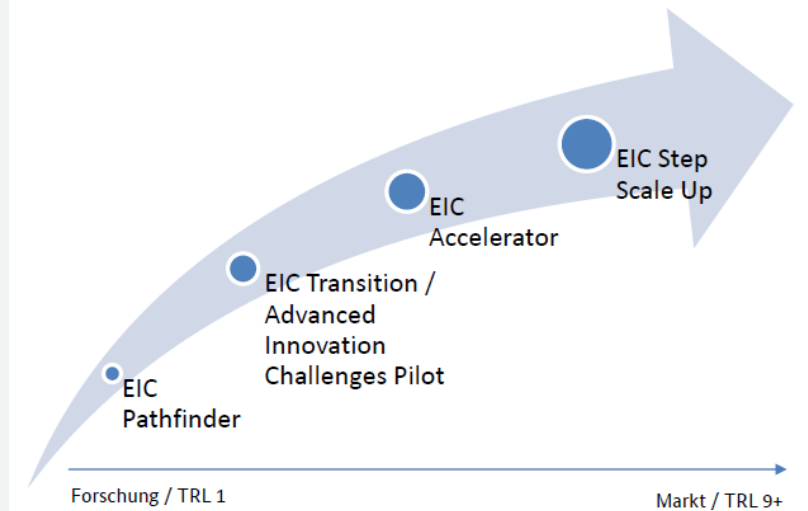 EIC Step
Scale Up
EIC
Accelerator
EIC Transition /
Advanced
Innovation
Challenges Pilot
EIC
Pathfinder
Forschung / TRL 1
Markt / TRL 9+